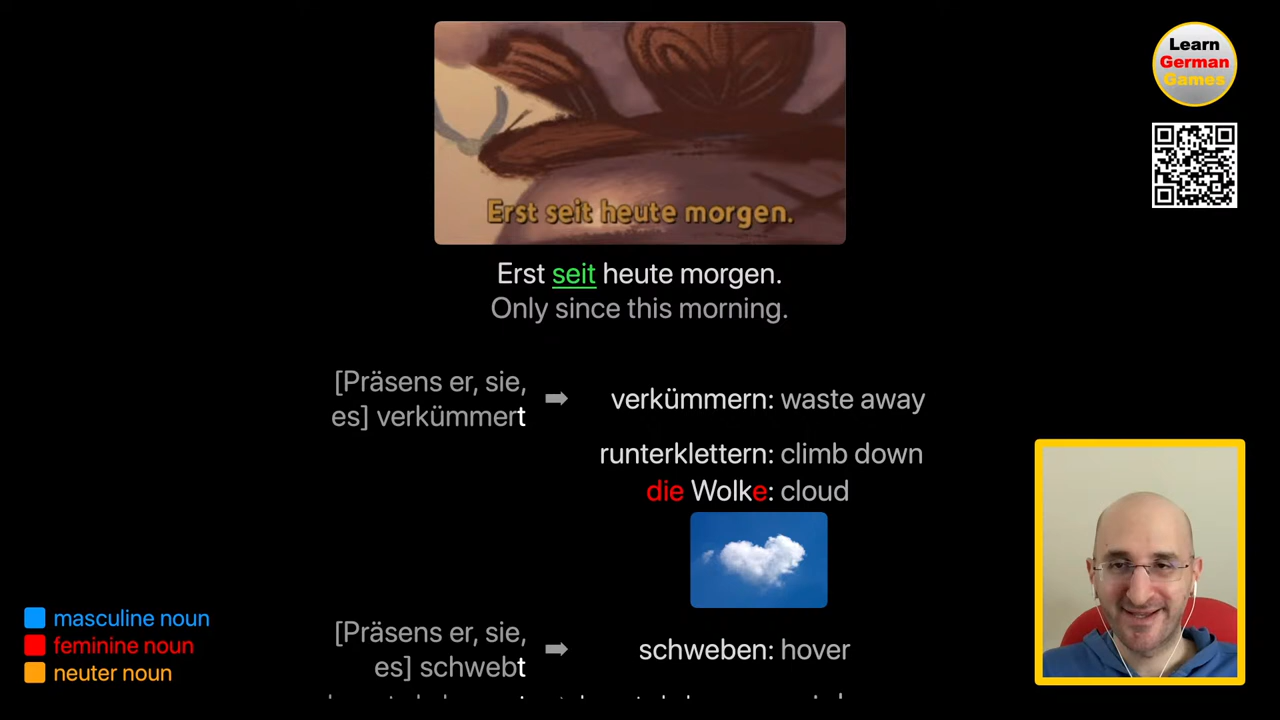 Learn
German
Games
Erst seit heute morgen.
Erst seit heute morgen.
Only since this morning.
[Präsens er, sie,
es] verkümmert ➡ verkümmern: waste away
runterklettern: climb down
die Wolke: cloud
masculine noun
feminine noun
neuter noun
[Präsens er, sie,
es] schwebt ➡ schweben: hover